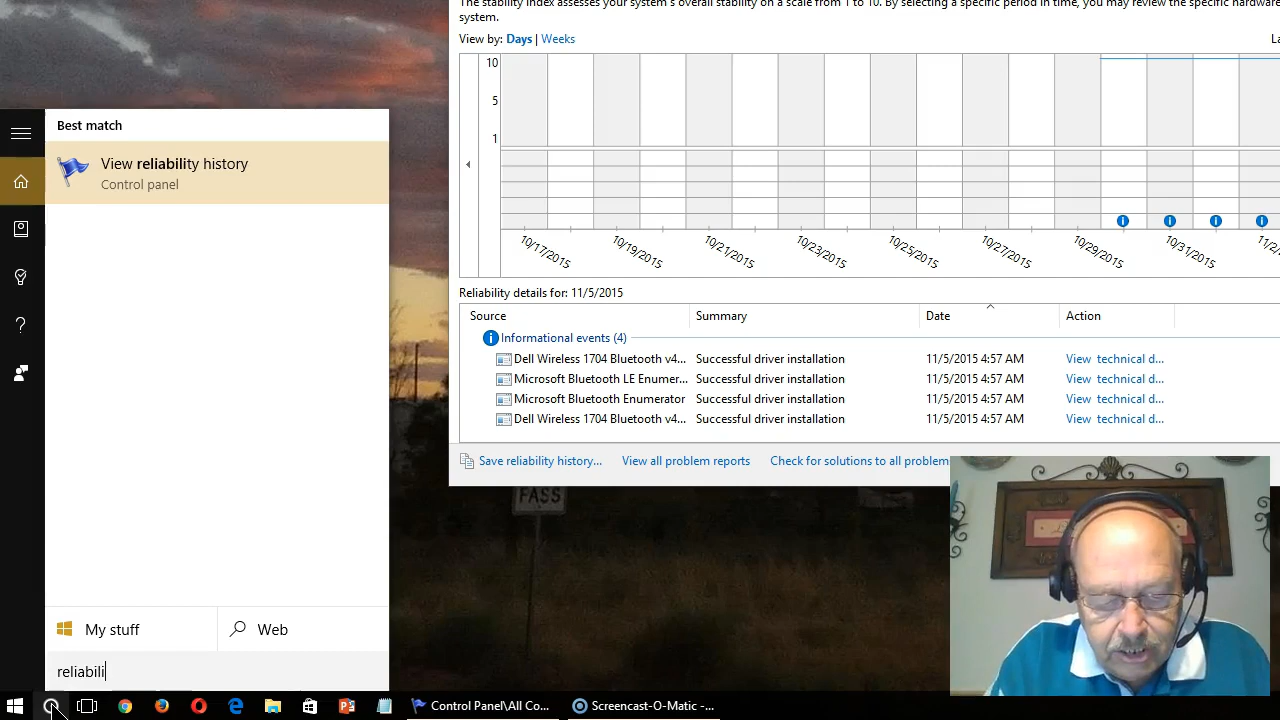 The stability index assesses your system's overall stability on a scale from 1 to 10. By selecting a specific period in time, you may review the specific hardware
system.
View by: Days | Weeks
10
5
1
10/17/2015
10/19/2015
10/21/2015
10/23/2015
10/25/2015
10/27/2015
10/29/2015
10/31/2015
Reliability details for: 11/5/2015
Source Summary Date Action
Informational events (4)
Dell Wireless 1704 Bluetooth v4... Successful driver installation 11/5/2015 4:57 AM View technical d...
Microsoft Bluetooth LE Enumer... Successful driver installation 11/5/2015 4:57 AM View technical d...
Microsoft Bluetooth Enumerator Successful driver installation 11/5/2015 4:57 AM View technical d...
Dell Wireless 1704 Bluetooth v4... Successful driver installation 11/5/2015 4:57 AM View technical d...
Save reliability history... View all problem reports Check for solutions to all problem
Best match
View reliability history
Control panel
My stuff
Web
reliabili
PASS
Control Panel\All Co...
Screencast-O-Matic -...